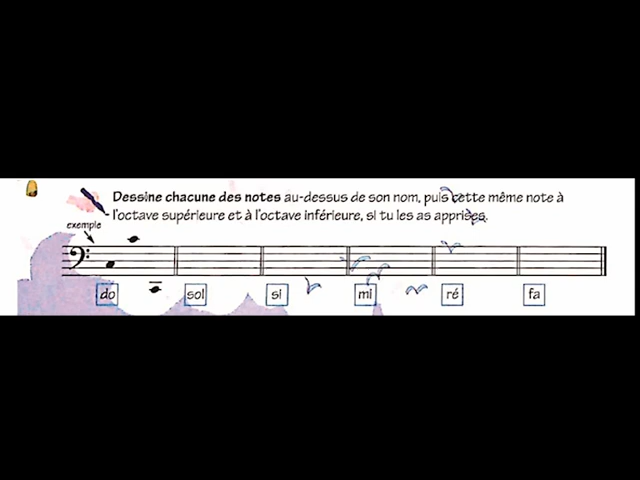 Dessine chacune des notes au-dessus de son nom, puis cette même note à
l'octave supérieure et à l'octave inférieure, si tu les as apprises.
exemple
do sol si mi ré fa